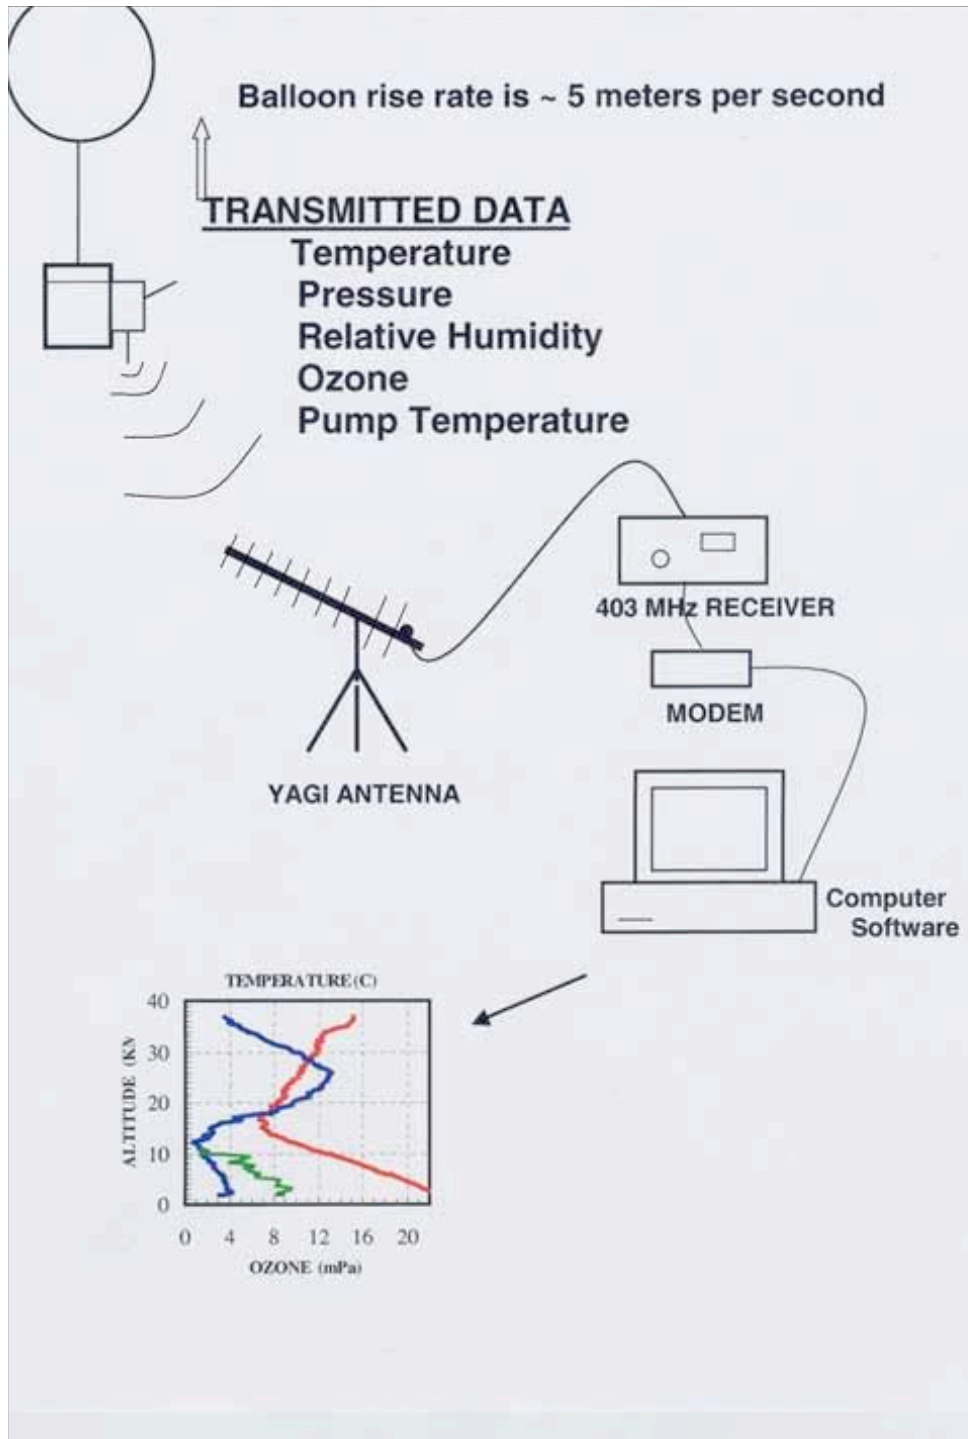 Balloon rise rate is ~ 5 meters per second
TRANSMITTED DATA
Temperature
Pressure
Relative Humidity
Ozone
Pump Temperature
403 MHz RECEIVER
MODEM
YAGI ANTENNA
Computer
Software
TEMPERATURE (C)
ALTITUDE (KN
40
30
20
10
0
0 4 8 12 16 20
OZONE (mPa)